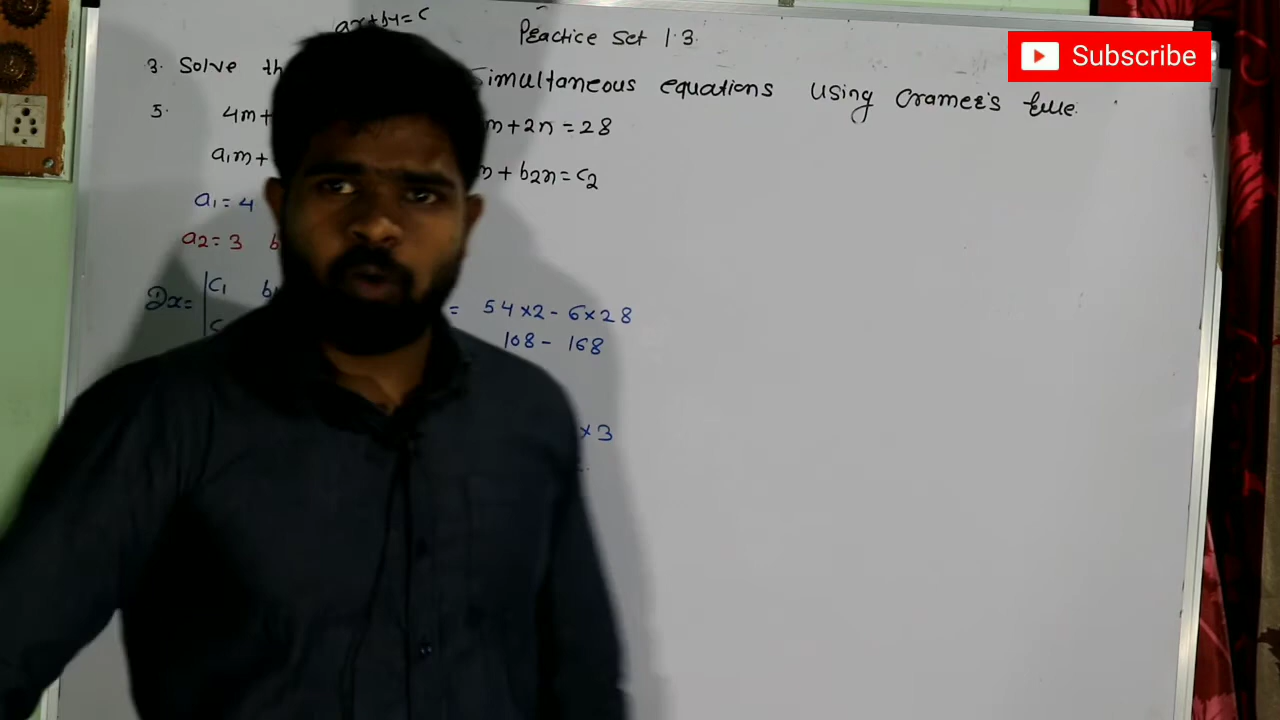 ax+by=c
Practice Set 1.3
Subscribe
3. Solve th simultaneous equations using Cramer's rule.
5. 4m+ m+2n=28
a1m+ m+b2n=c2
a1=4
a2=3 b
Dx= c1 b1 = 54×2-6×28
c 108-168
×3